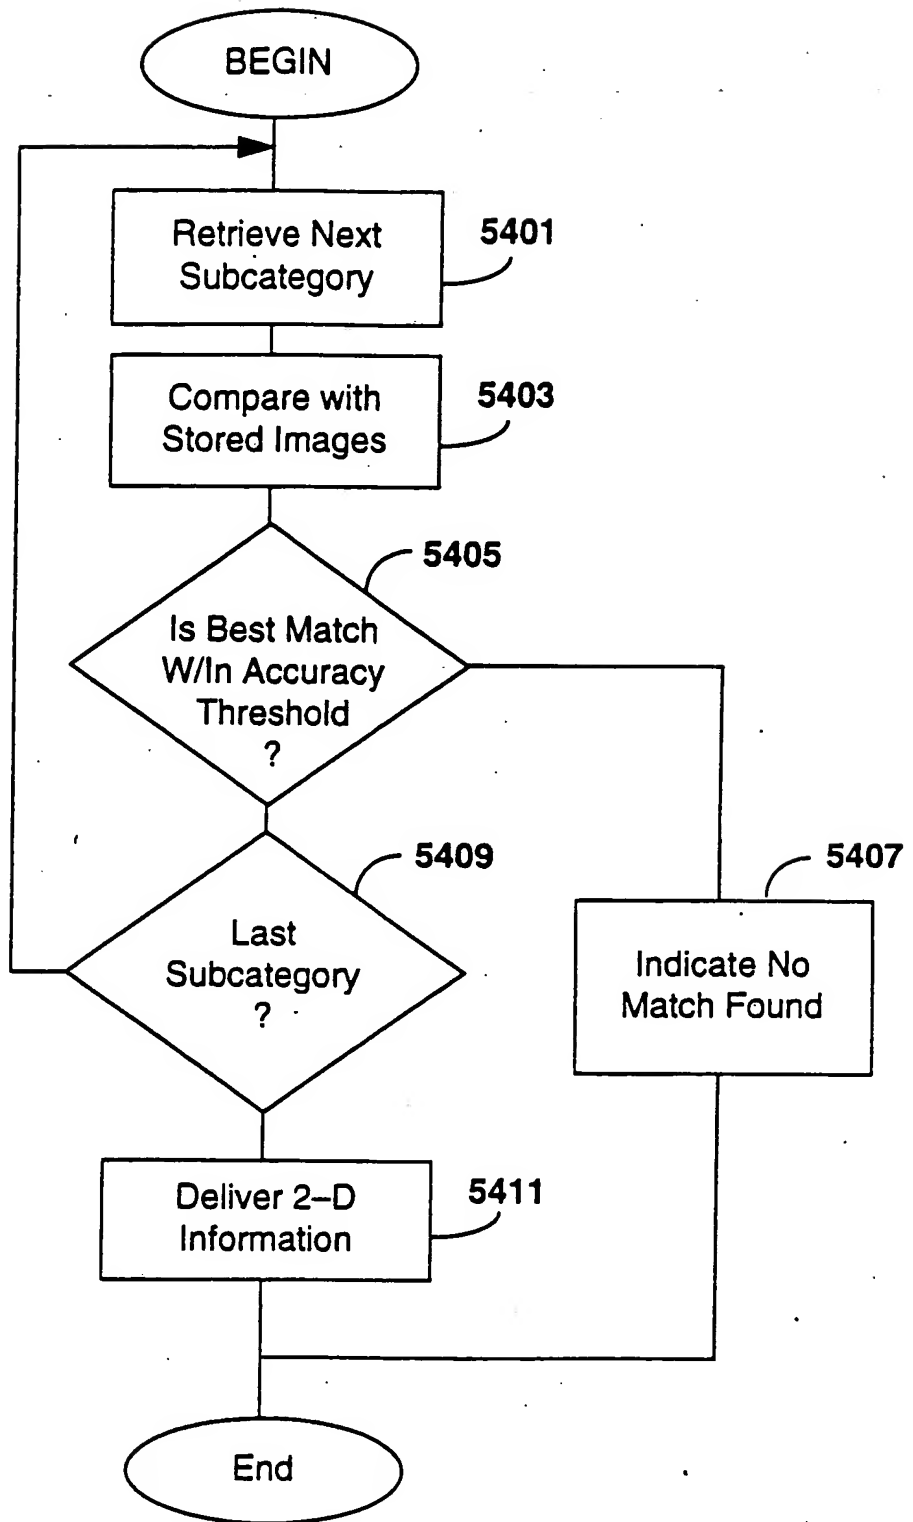 BEGIN
Retrieve Next
Subcategory
5401
Compare with
Stored Images
5403
5405
Is Best Match
W/In Accuracy
Threshold
?
5409
Last
Subcategory
?
5407
Indicate No
Match Found
Deliver 2–D
Information
5411
End